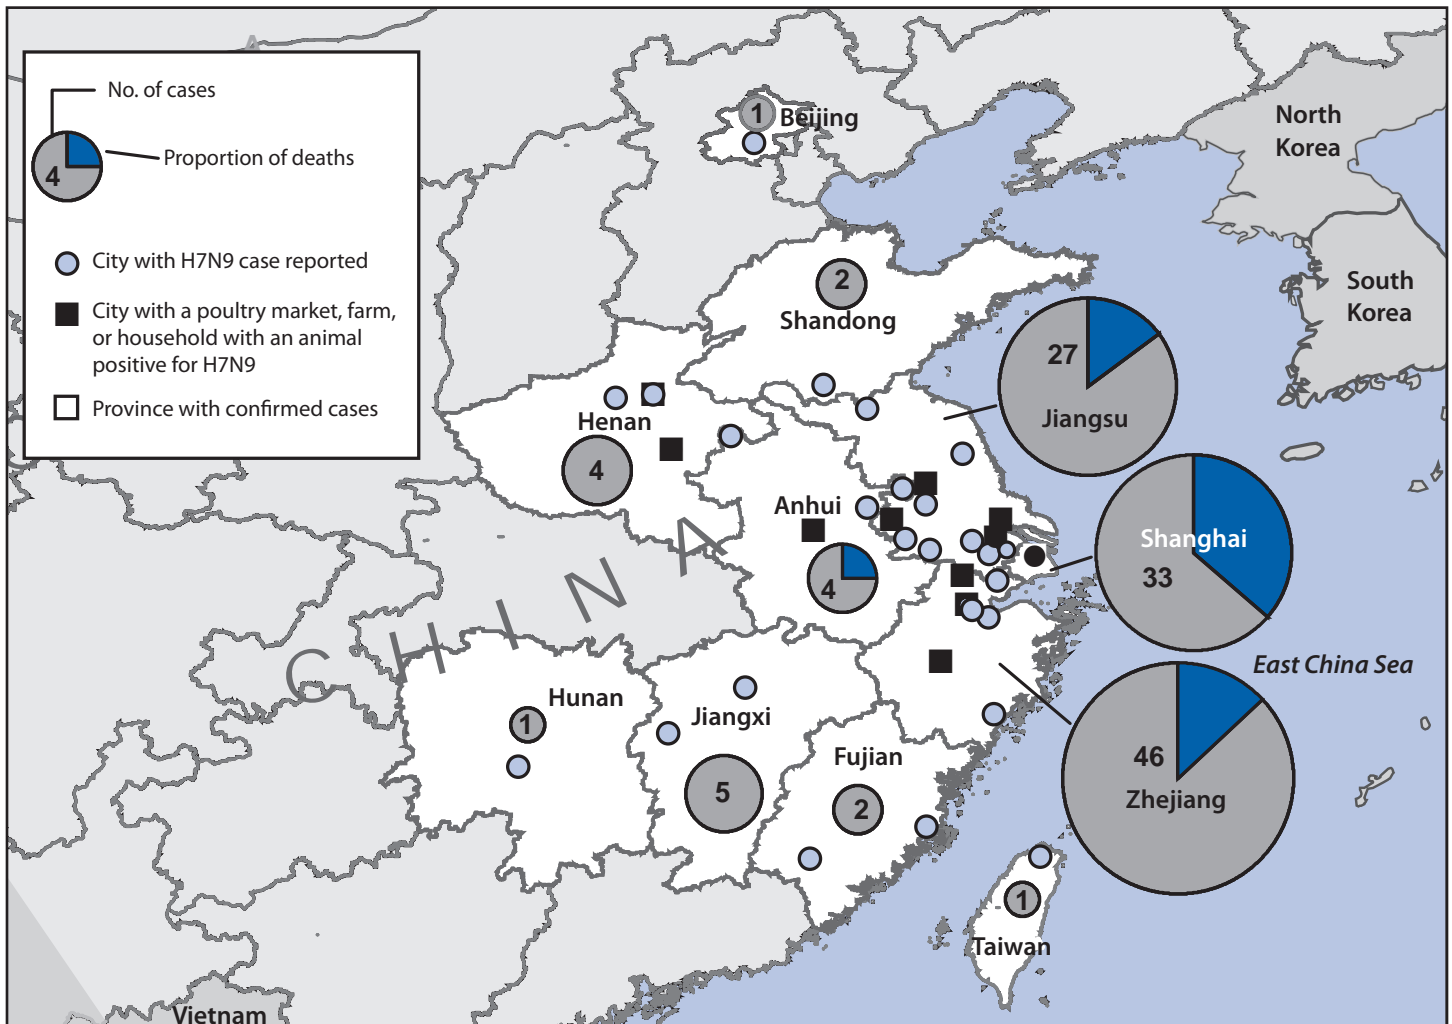 No. of cases
4
Proportion of deaths
City with H7N9 case reported
City with a poultry market, farm,
or household with an animal
positive for H7N9
Province with confirmed cases
1
Beijing
North
Korea
South
Korea
2
Shandong
27
Jiangsu
Henan
4
Anhui
4
Shanghai
33
CHINA
East China Sea
Hunan
1
Jiangxi
5
Fujian
2
46
Zhejiang
1
Taiwan
Vietnam